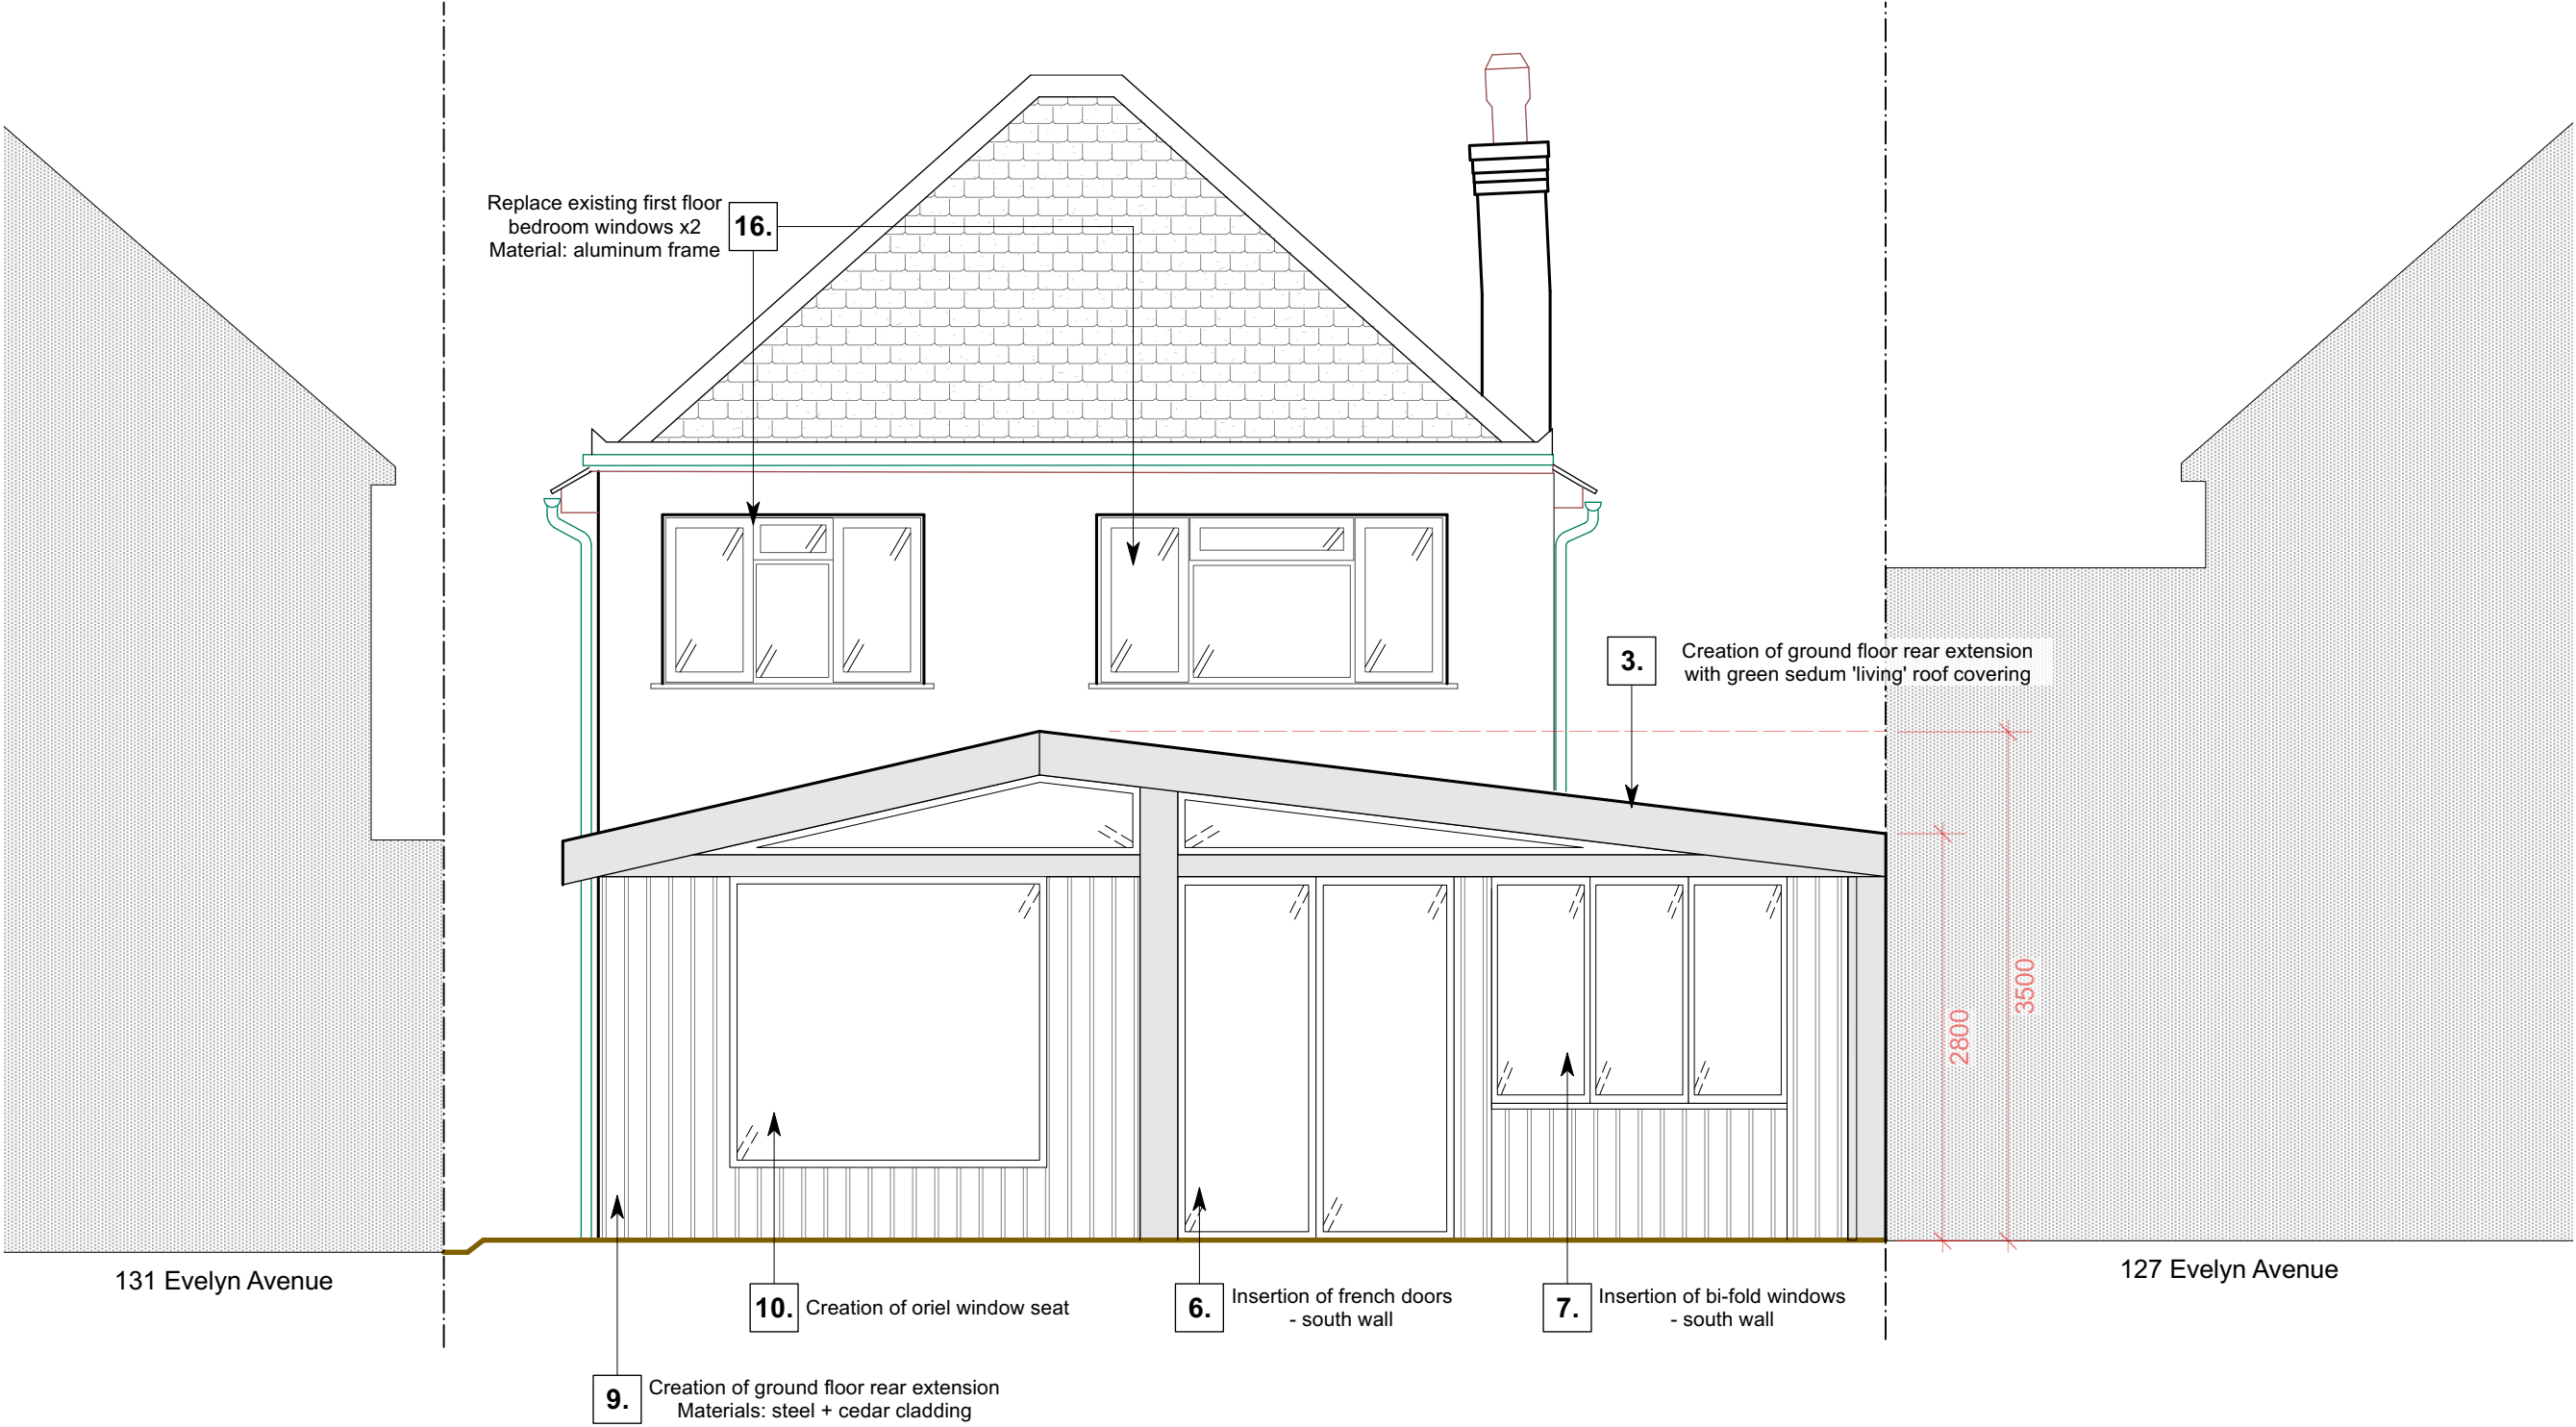 Replace existing first floor
bedroom windows x2
Material: aluminum frame
16.
3.
Creation of ground floor rear extension
with green sedum 'living' roof covering
3500
2800
131 Evelyn Avenue
127 Evelyn Avenue
10.
Creation of oriel window seat
6.
Insertion of french doors
- south wall
7.
Insertion of bi-fold windows
- south wall
9.
Creation of ground floor rear extension
Materials: steel + cedar cladding